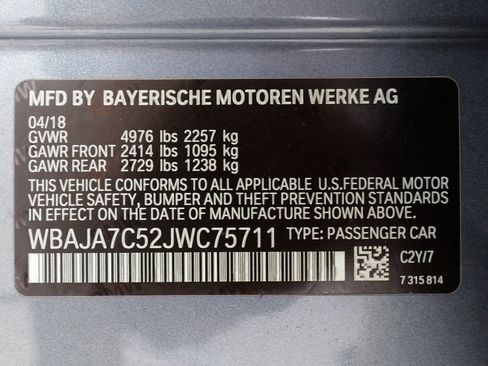 MFD BY BAYERISCHE MOTOREN WERKE AG
04/18
GVWR 4976 lbs 2257 kg
GAWR FRONT 2414 lbs 1095 kg
GAWR REAR 2729 lbs 1238 kg
THIS VEHICLE CONFORMS TO ALL APPLICABLE U.S.FEDERAL MOTOR
VEHICLE SAFETY, BUMPER AND THEFT PREVENTION STANDARDS
IN EFFECT ON THE DATE OF MANUFACTURE SHOWN ABOVE.
WBAJA7C52JWC75711 TYPE: PASSENGER CAR
C2Y/7
7 315 814